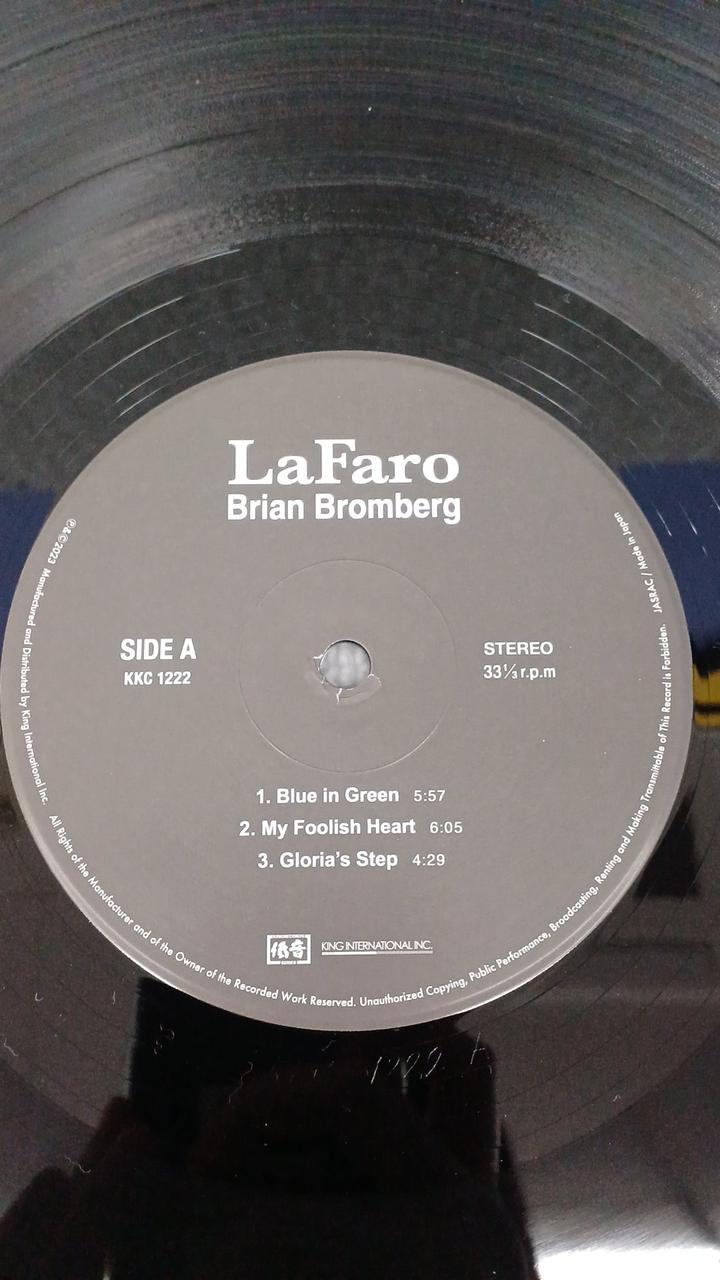 LaFaro
Brian Bromberg
SIDE A
KKC 1222
STEREO
33⅓ r.p.m
1. Blue in Green 5:57
2. My Foolish Heart 6:05
3. Gloria's Step 4:29
低音
KING INTERNATIONAL INC.
℗&©2023 Manufactured and Distributed by King International Inc. All Rights of the Manufacturer and of the Owner of the Recorded Work Reserved. Unauthorized Copying, Public Performance, Broadcasting, Renting and Making Transmittable of This Record is Forbidden. JASRAC / Made in Japan